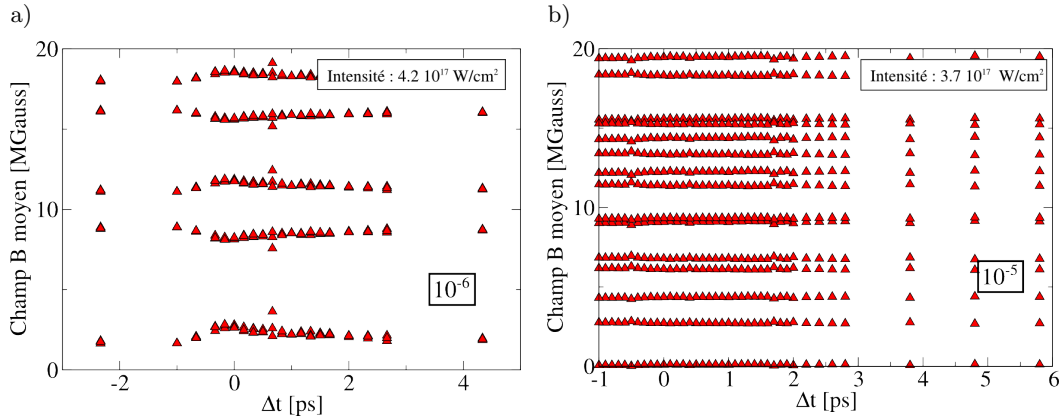 a)
b)
20
10
0
Champ B moyen [MGauss]
Intensité : 4.2 10¹⁷ W/cm²
10⁻⁶
-2
0
2
4
Δt [ps]
20
10
0
Champ B moyen [MGauss]
Intensité : 3.7 10¹⁷ W/cm²
10⁻⁵
-1
0
1
2
3
4
5
6
Δt [ps]